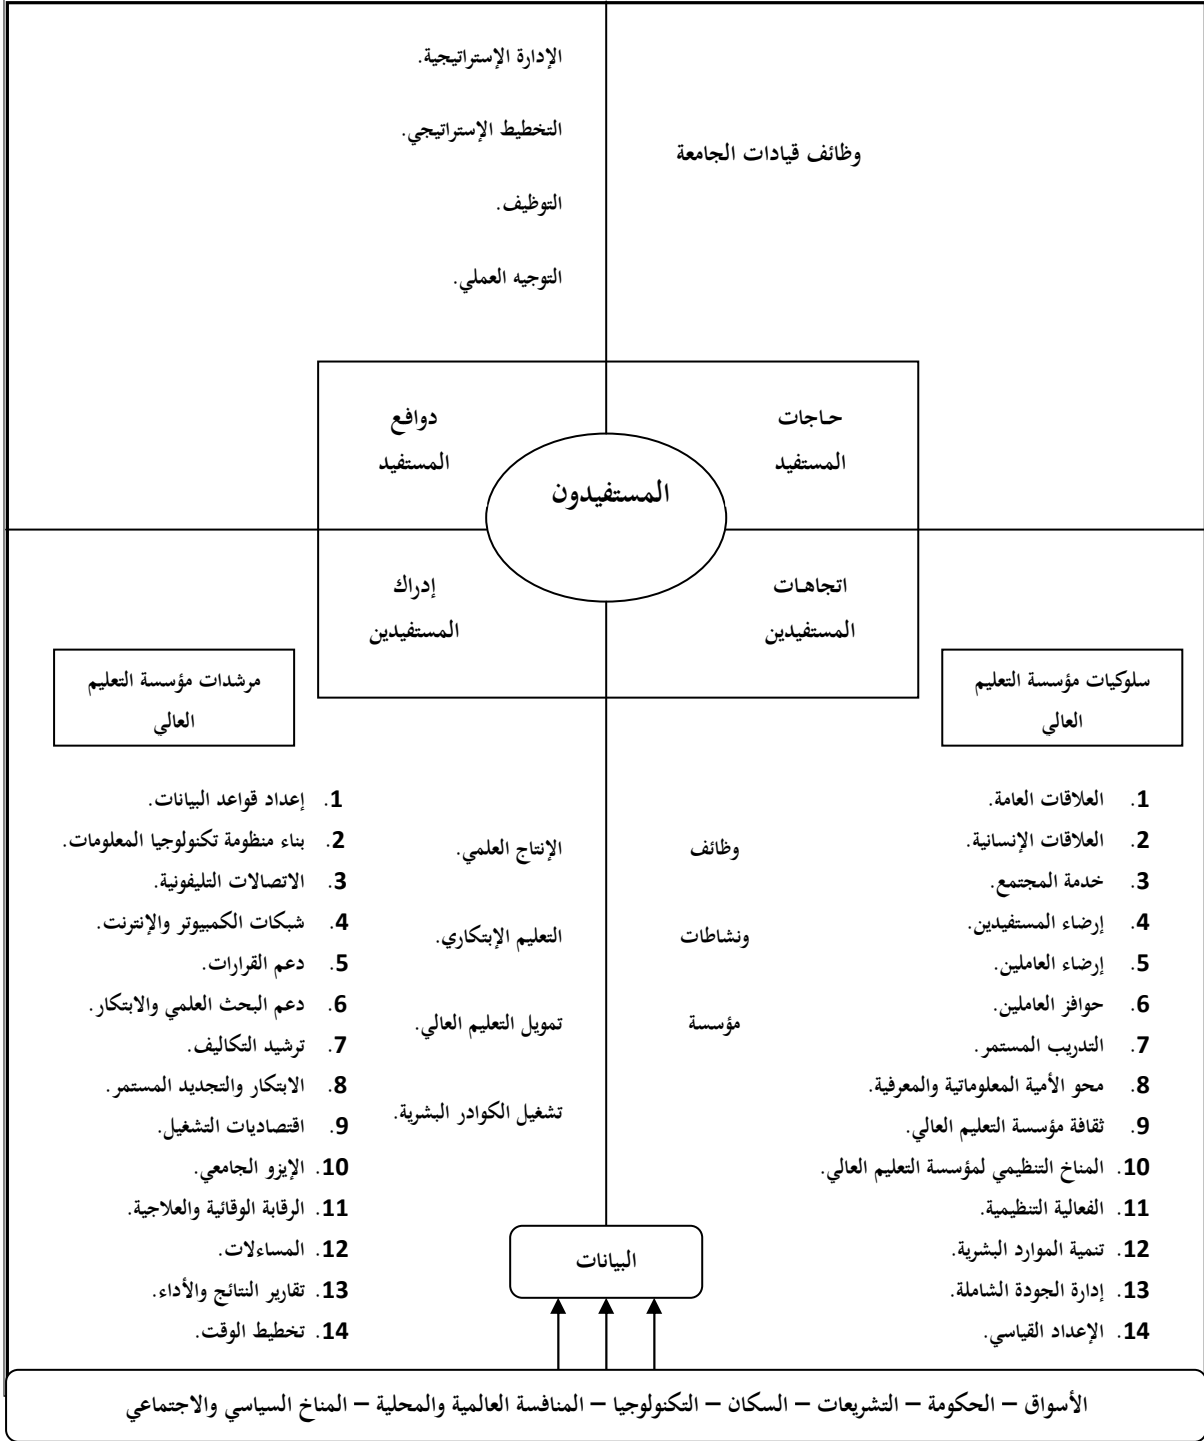 وظائف قيادات الجامعة
الإدارة الإستراتيجية.
التخطيط الإستراتيجي.
التوظيف.
التوجيه العملي.
حاجات
المستفيد
دوافع
المستفيد
المستفيدون
اتجاهات
المستفيدين
إدراك
المستفيدين
سلوكيات مؤسسة التعليم
العالي
1. العلاقات العامة.
2. العلاقات الإنسانية.
3. خدمة المجتمع.
4. إرضاء المستفيدين.
5. إرضاء العاملين.
6. حوافز العاملين.
7. التدريب المستمر.
8. محو الأمية المعلوماتية والمعرفية.
9. ثقافة مؤسسة التعليم العالي.
10. المناخ التنظيمي لمؤسسة التعليم العالي.
11. الفعالية التنظيمية.
12. تنمية الموارد البشرية.
13. إدارة الجودة الشاملة.
14. الإعداد القياسي.
وظائف
ونشاطات
مؤسسة
الإنتاج العلمي.
التعليم الإبتكاري.
تمويل التعليم العالي.
تشغيل الكوادر البشرية.
مرشدات مؤسسة التعليم
العالي
1. إعداد قواعد البيانات.
2. بناء منظومة تكنولوجيا المعلومات.
3. الاتصالات التليفونية.
4. شبكات الكمبيوتر والإنترنت.
5. دعم القرارات.
6. دعم البحث العلمي والابتكار.
7. ترشيد التكاليف.
8. الابتكار والتجديد المستمر.
9. اقتصاديات التشغيل.
10. الإيزو الجامعي.
11. الرقابة الوقائية والعلاجية.
12. المساءلات.
13. تقارير النتائج والأداء.
14. تخطيط الوقت.
البيانات
الأسواق – الحكومة – التشريعات – السكان – التكنولوجيا – المنافسة العالمية والمحلية – المناخ السياسي والاجتماعي